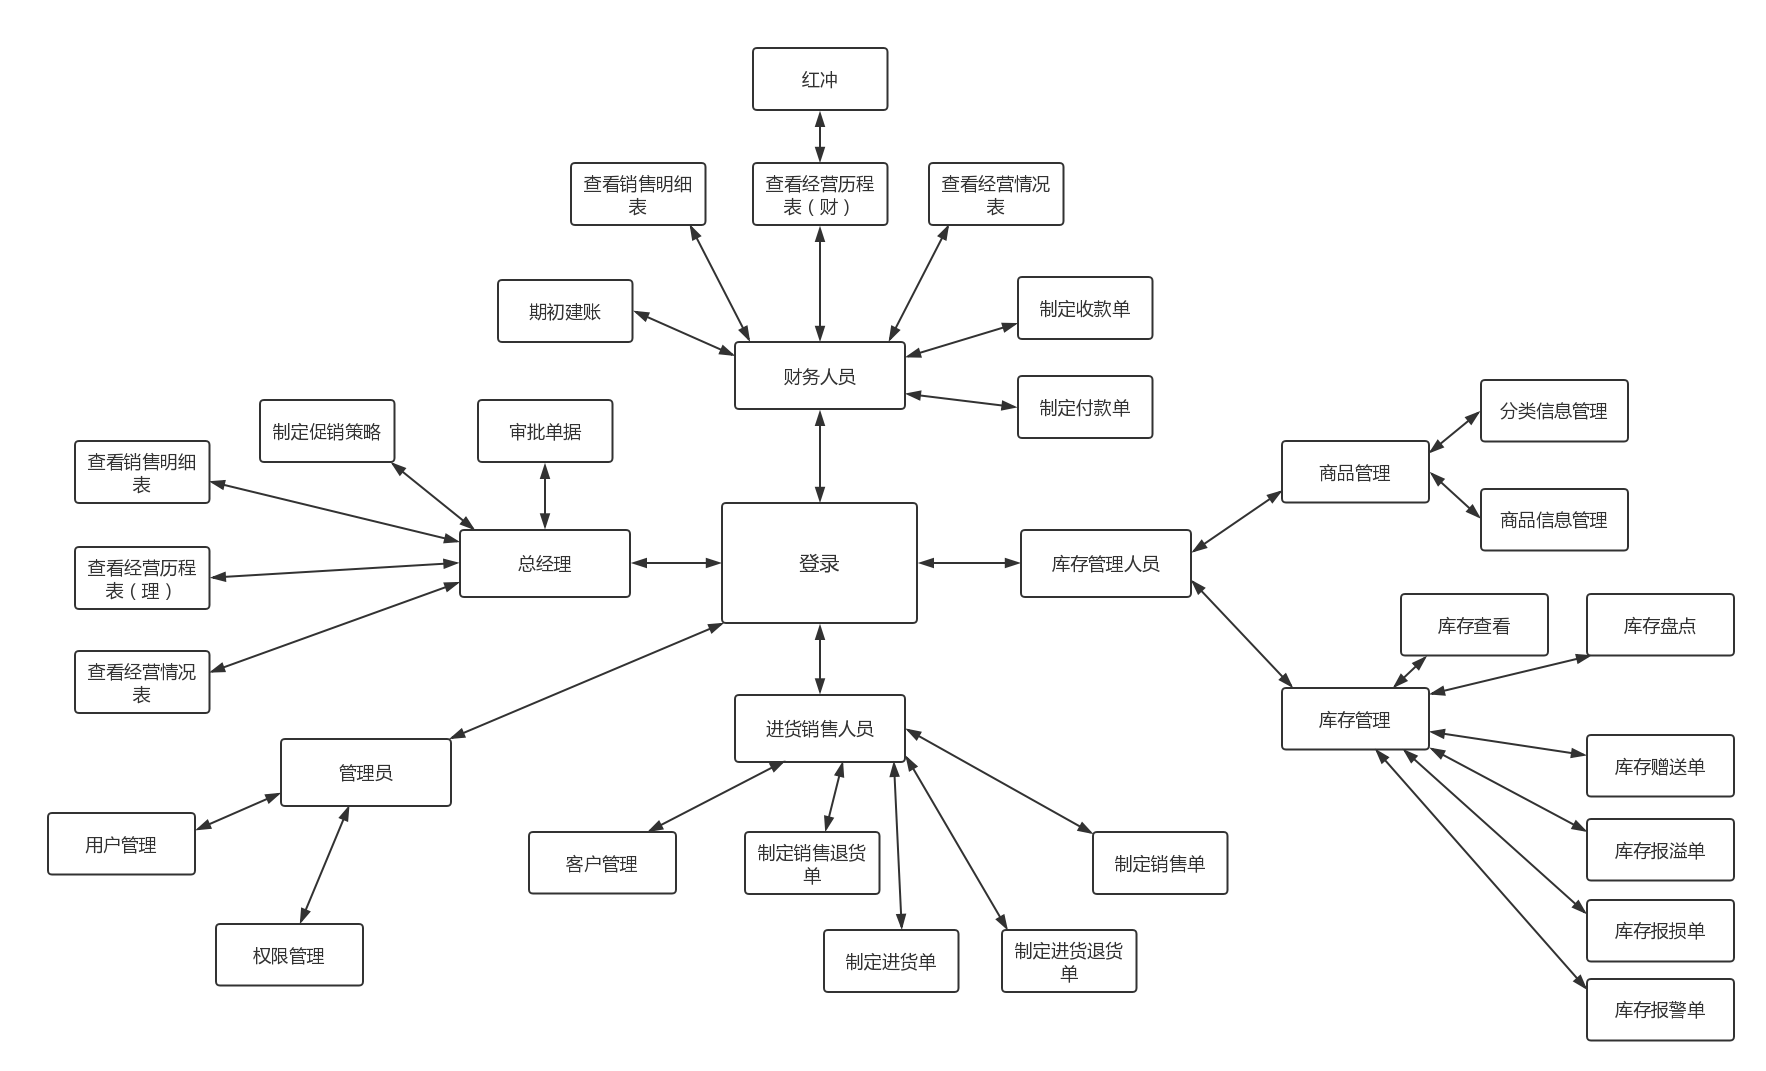 红冲
查看销售明细
表
查看经营历程
表（财）
查看经营情况
表
期初建账
制定收款单
财务人员
制定付款单
制定促销策略
审批单据
查看销售明细
表
分类信息管理
商品管理
商品信息管理
总经理
登录
库存管理人员
查看经营历程
表（理）
库存查看
库存盘点
查看经营情况
表
库存管理
进货销售人员
库存赠送单
管理员
用户管理
客户管理
制定销售退货
单
制定销售单
库存报溢单
库存报损单
权限管理
制定进货单
制定进货退货
单
库存报警单